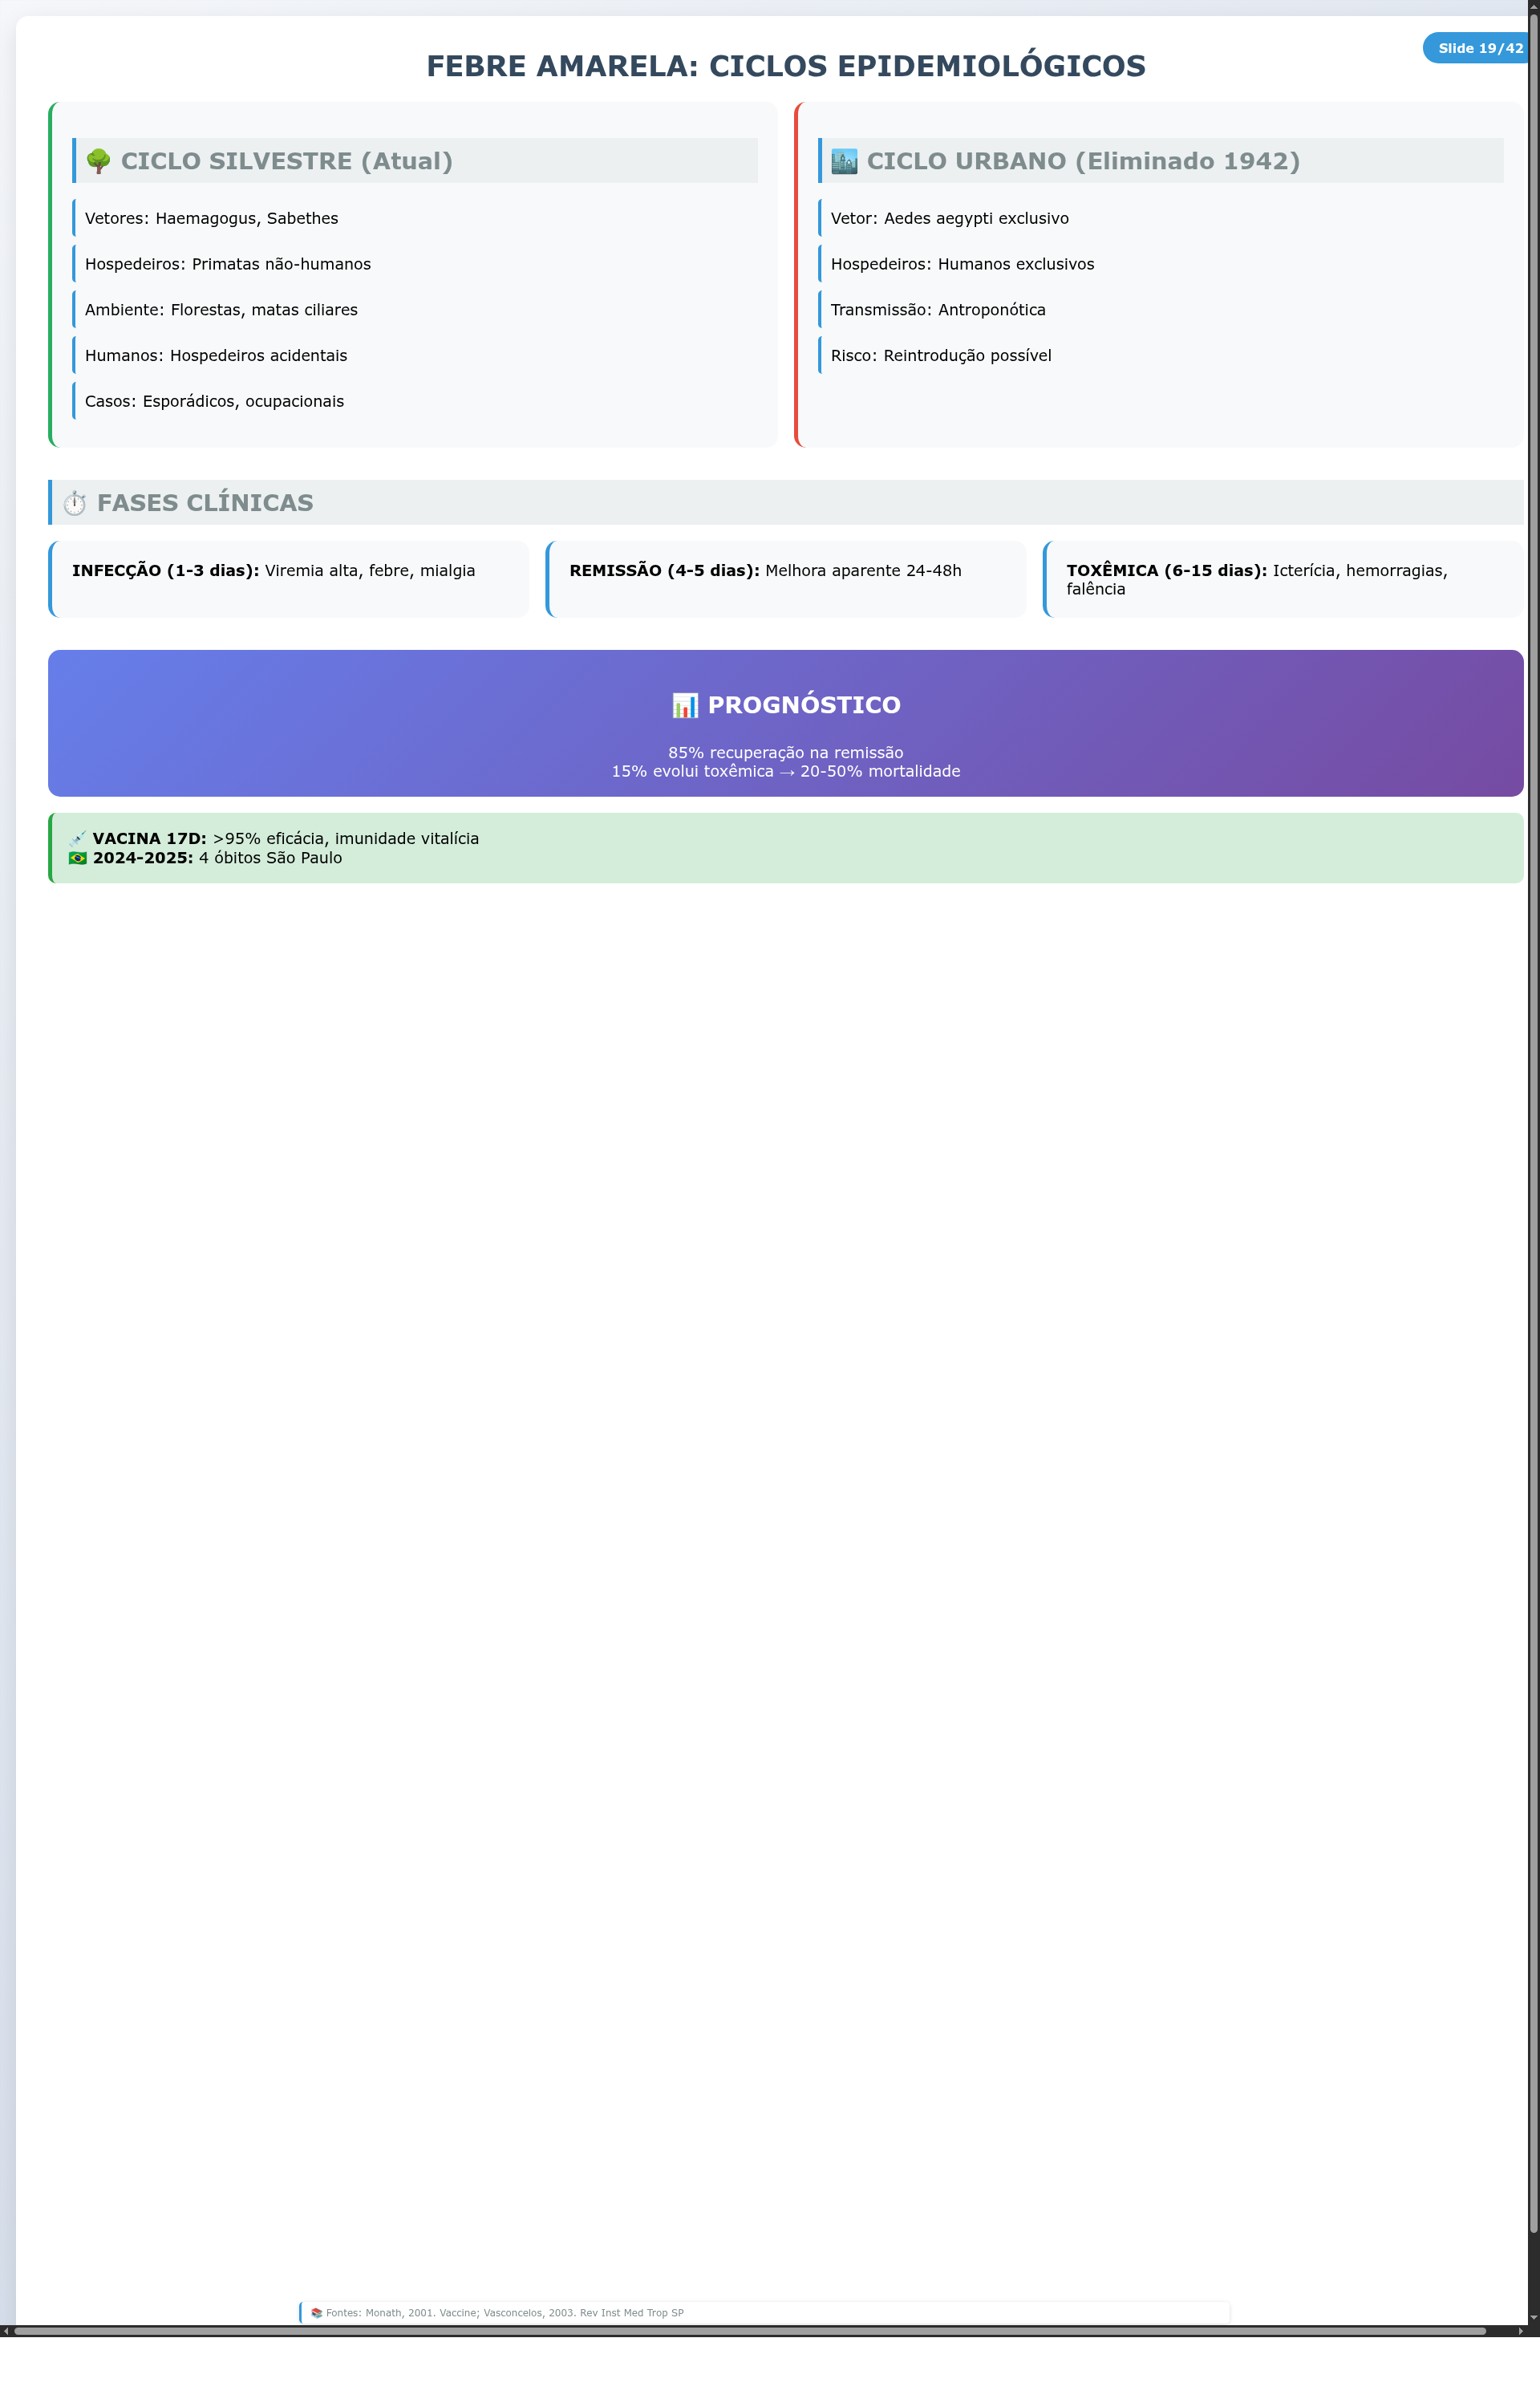 Slide 19/42
FEBRE AMARELA: CICLOS EPIDEMIOLÓGICOS
🌳 CICLO SILVESTRE (Atual)
Vetores: Haemagogus, Sabethes
Hospedeiros: Primatas não-humanos
Ambiente: Florestas, matas ciliares
Humanos: Hospedeiros acidentais
Casos: Esporádicos, ocupacionais
🏙️ CICLO URBANO (Eliminado 1942)
Vetor: Aedes aegypti exclusivo
Hospedeiros: Humanos exclusivos
Transmissão: Antroponótica
Risco: Reintrodução possível
⏱️ FASES CLÍNICAS
INFECÇÃO (1-3 dias): Viremia alta, febre, mialgia
REMISSÃO (4-5 dias): Melhora aparente 24-48h
TOXÊMICA (6-15 dias): Icterícia, hemorragias,
falência
📊 PROGNÓSTICO
85% recuperação na remissão
15% evolui toxêmica → 20-50% mortalidade
💉 VACINA 17D: >95% eficácia, imunidade vitalícia
🇧🇷 2024-2025: 4 óbitos São Paulo
📚 Fontes: Monath, 2001. Vaccine; Vasconcelos, 2003. Rev Inst Med Trop SP